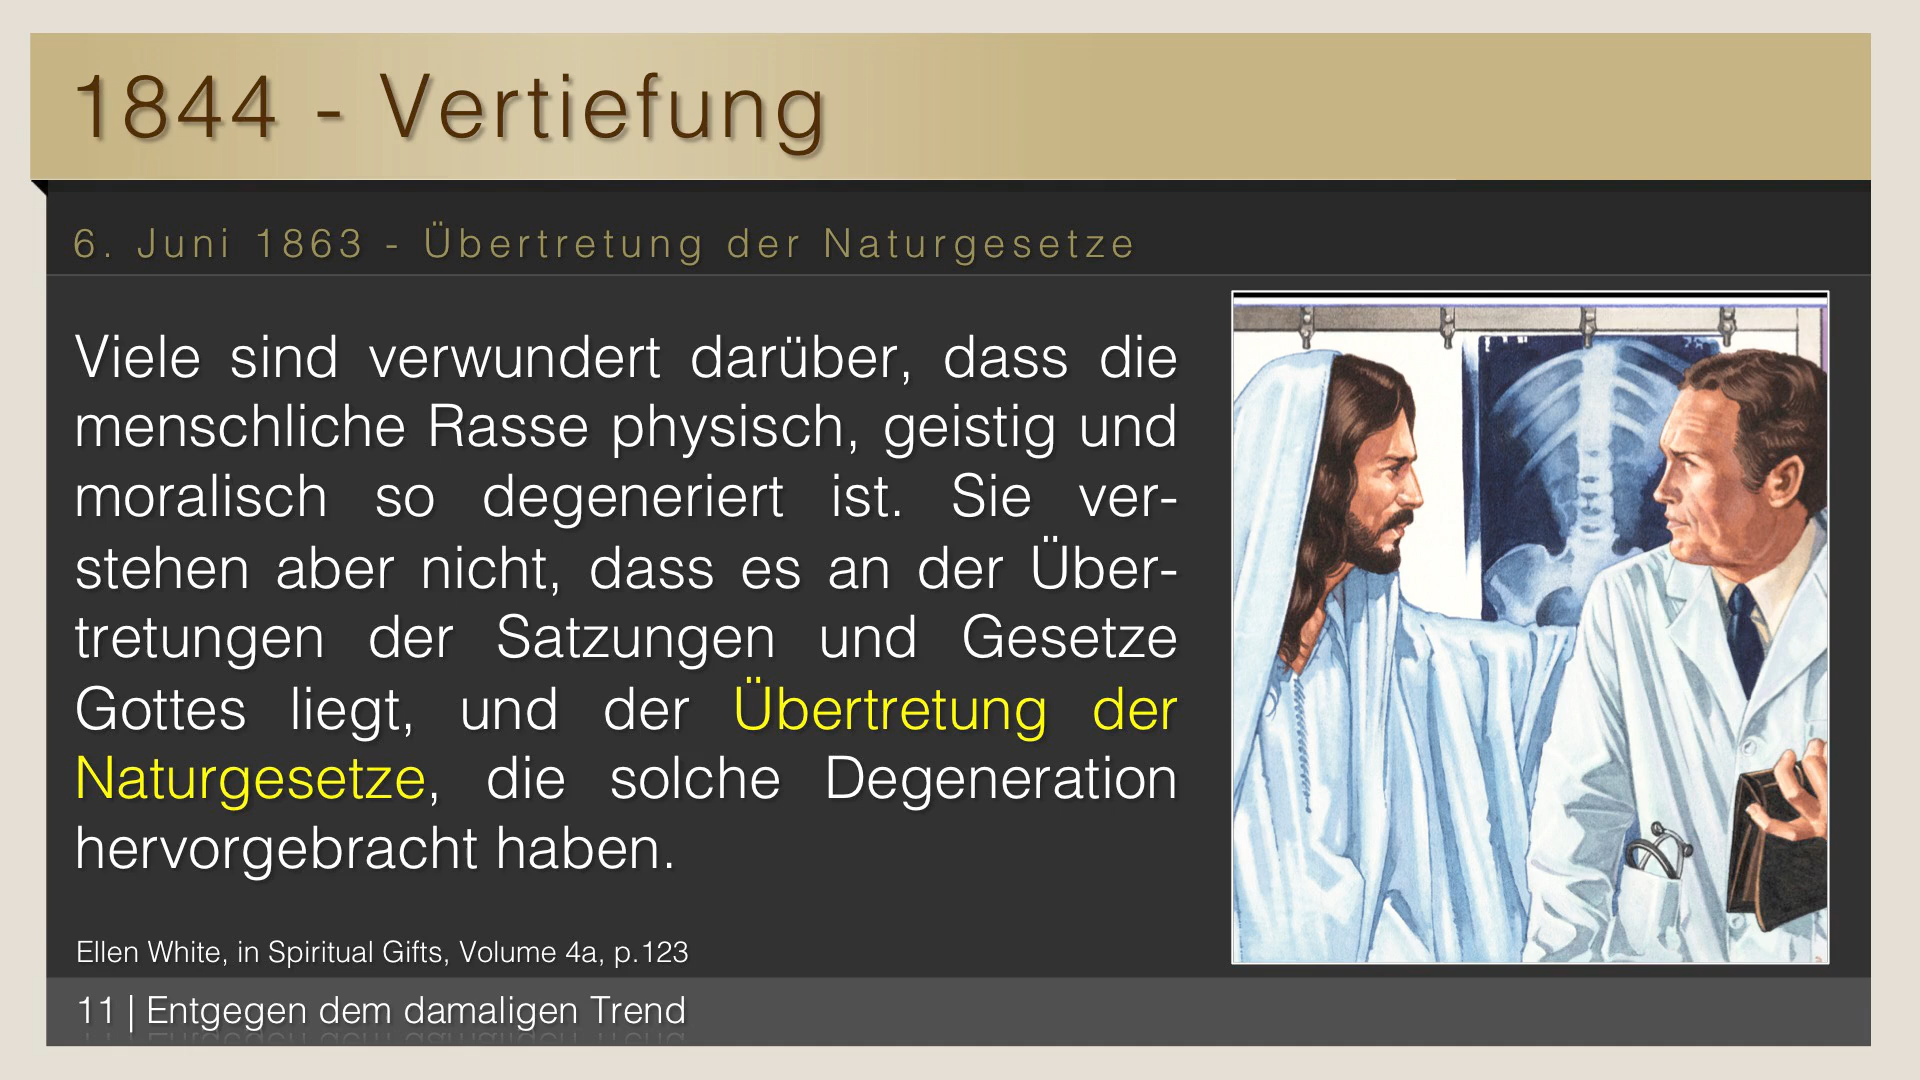 1844 - Vertiefung
6. Juni 1863 - Übertretung der Naturgesetze
Viele sind verwundert darüber, dass die
menschliche Rasse physisch, geistig und
moralisch so degeneriert ist. Sie ver-
stehen aber nicht, dass es an der Über-
tretungen der Satzungen und Gesetze
Gottes liegt, und der Übertretung der
Naturgesetze, die solche Degeneration
hervorgebracht haben.
Ellen White, in Spiritual Gifts, Volume 4a, p.123
11 | Entgegen dem damaligen Trend